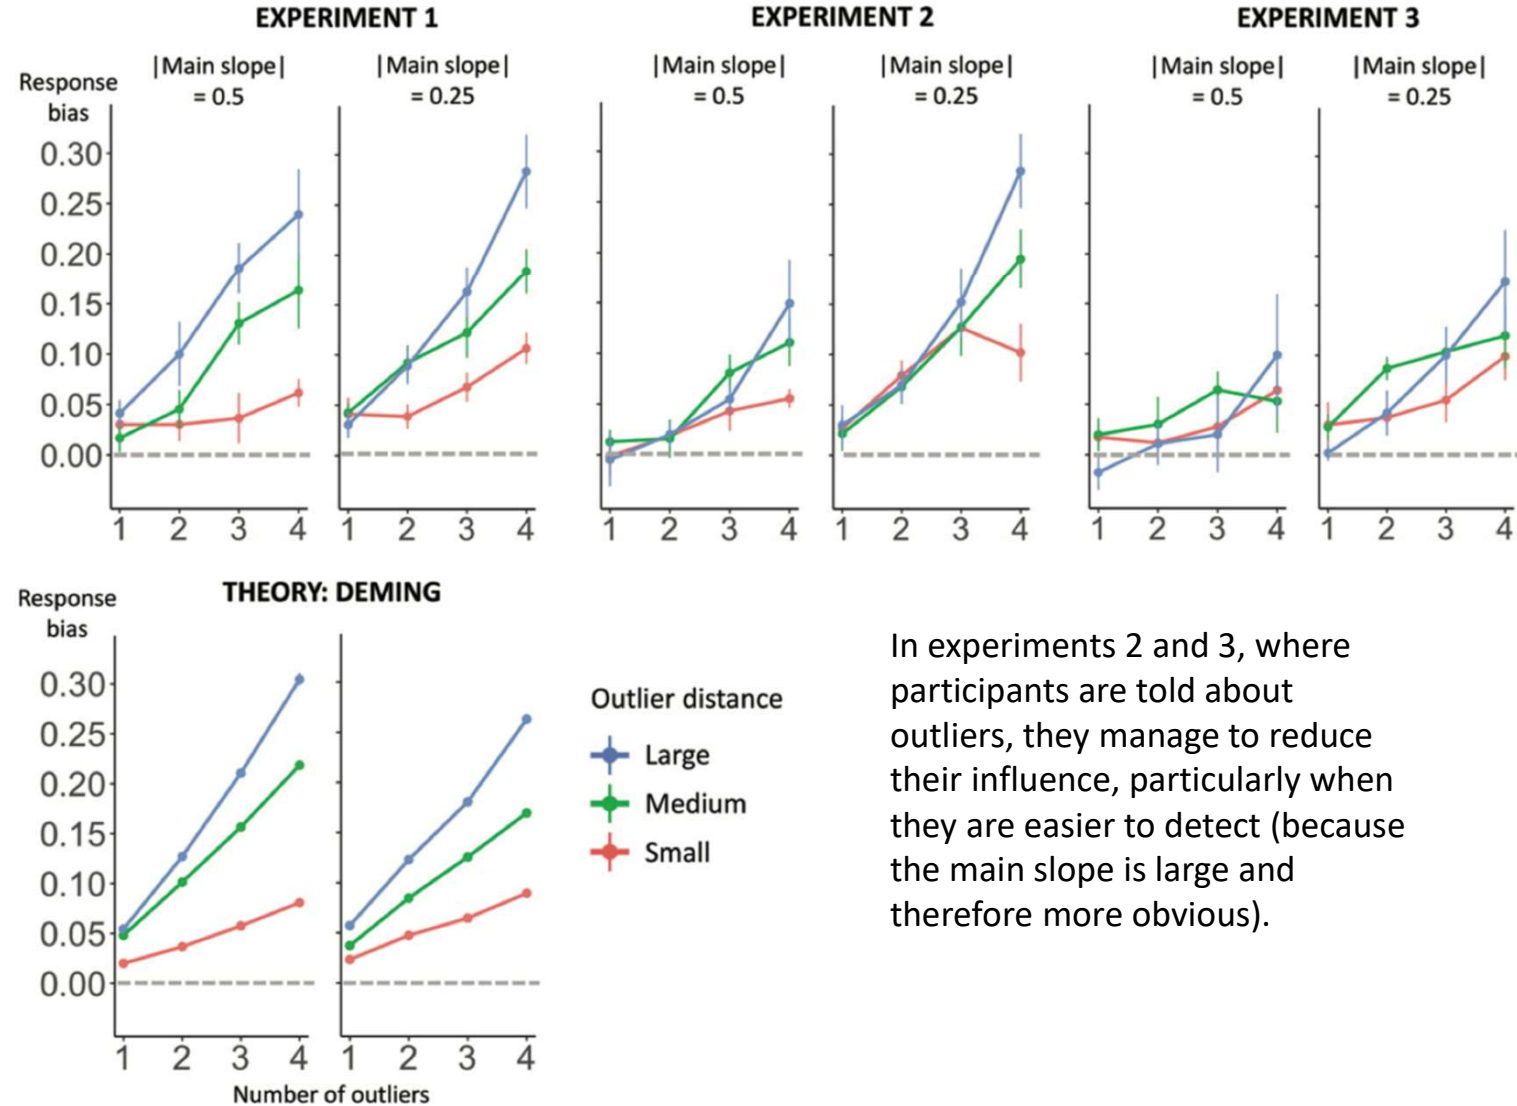 EXPERIMENT 1
EXPERIMENT 2
EXPERIMENT 3
Response
bias
|Main slope|
= 0.5
|Main slope|
= 0.25
|Main slope|
= 0.5
|Main slope|
= 0.25
|Main slope|
= 0.5
|Main slope|
= 0.25
0.30
0.25
0.20
0.15
0.10
0.05
0.00
1 2 3 4
1 2 3 4
1 2 3 4
1 2 3 4
1 2 3 4
1 2 3 4
Response
bias
THEORY: DEMING
0.30
0.25
0.20
0.15
0.10
0.05
0.00
1 2 3 4
1 2 3 4
Number of outliers
Outlier distance
Large
Medium
Small
In experiments 2 and 3, where
participants are told about
outliers, they manage to reduce
their influence, particularly when
they are easier to detect (because
the main slope is large and
therefore more obvious).